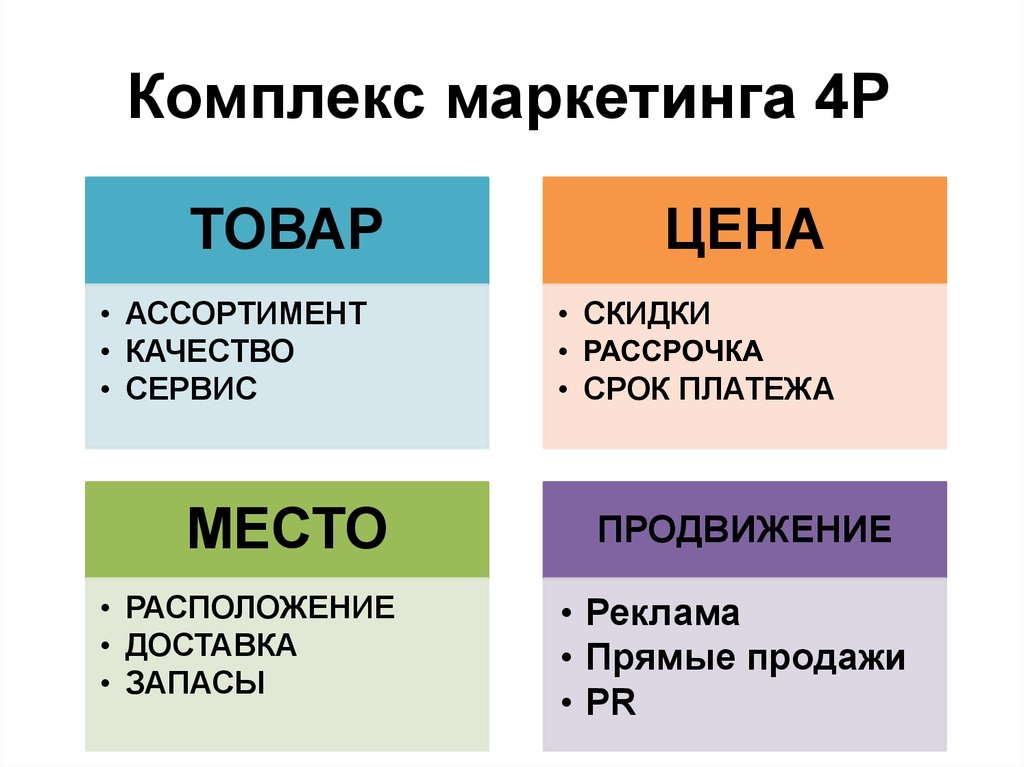 Комплекс маркетинга 4Р
ТОВАР
• АССОРТИМЕНТ
• КАЧЕСТВО
• СЕРВИС
ЦЕНА
• СКИДКИ
• РАССРОЧКА
• СРОК ПЛАТЕЖА
МЕСТО
• РАСПОЛОЖЕНИЕ
• ДОСТАВКА
• ЗАПАСЫ
ПРОДВИЖЕНИЕ
• Реклама
• Прямые продажи
• PR